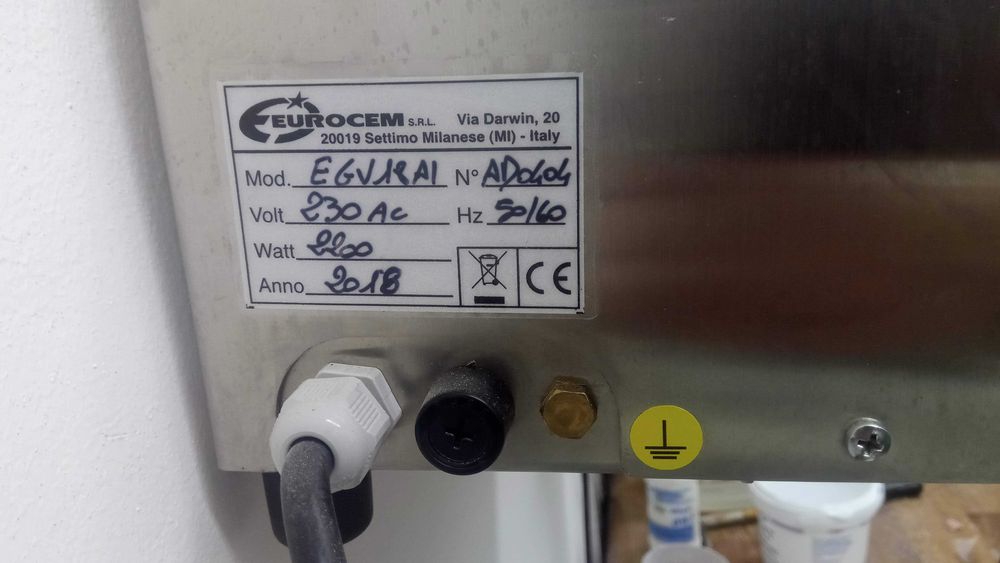 EUROCEM S.R.L. Via Darwin, 20
20019 Settimo Milanese (MI) - Italy
Mod. EGV18A1 N° AD0404
Volt 230 AC Hz 50/60
Watt 2200
Anno 2018
CE